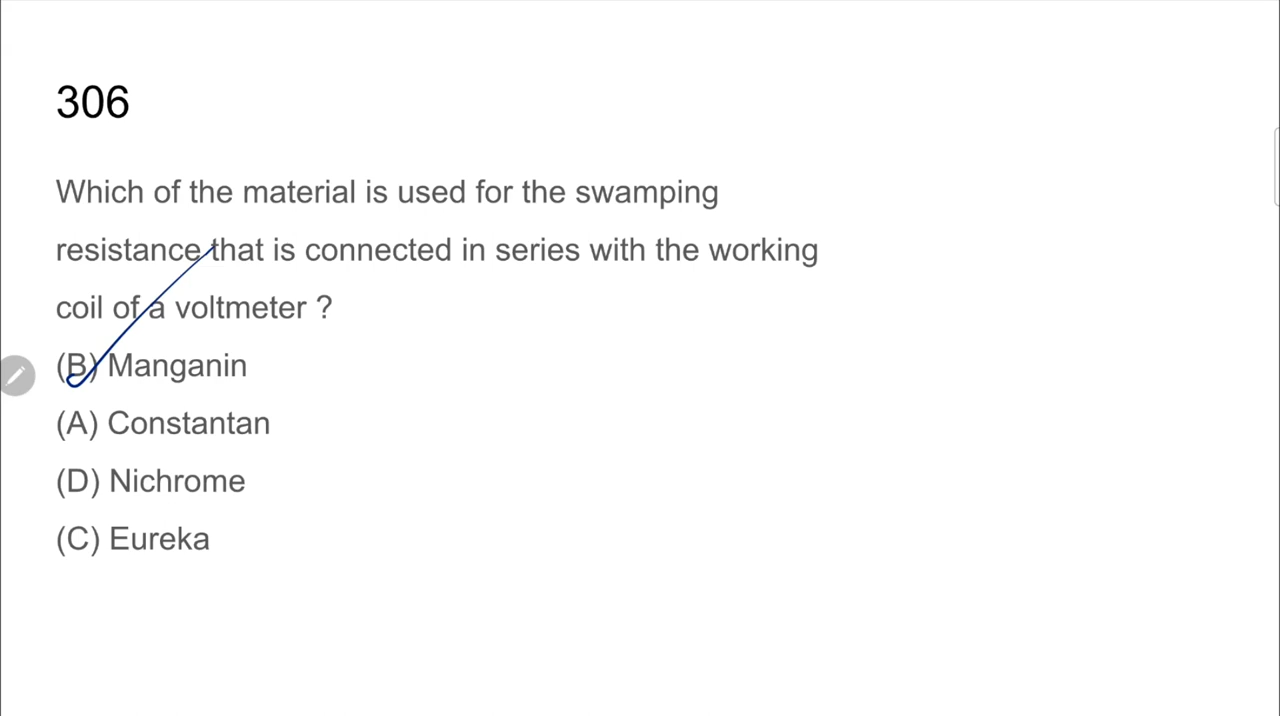 306
Which of the material is used for the swamping
resistance that is connected in series with the working
coil of a voltmeter ?
(B) Manganin
(A) Constantan
(D) Nichrome
(C) Eureka